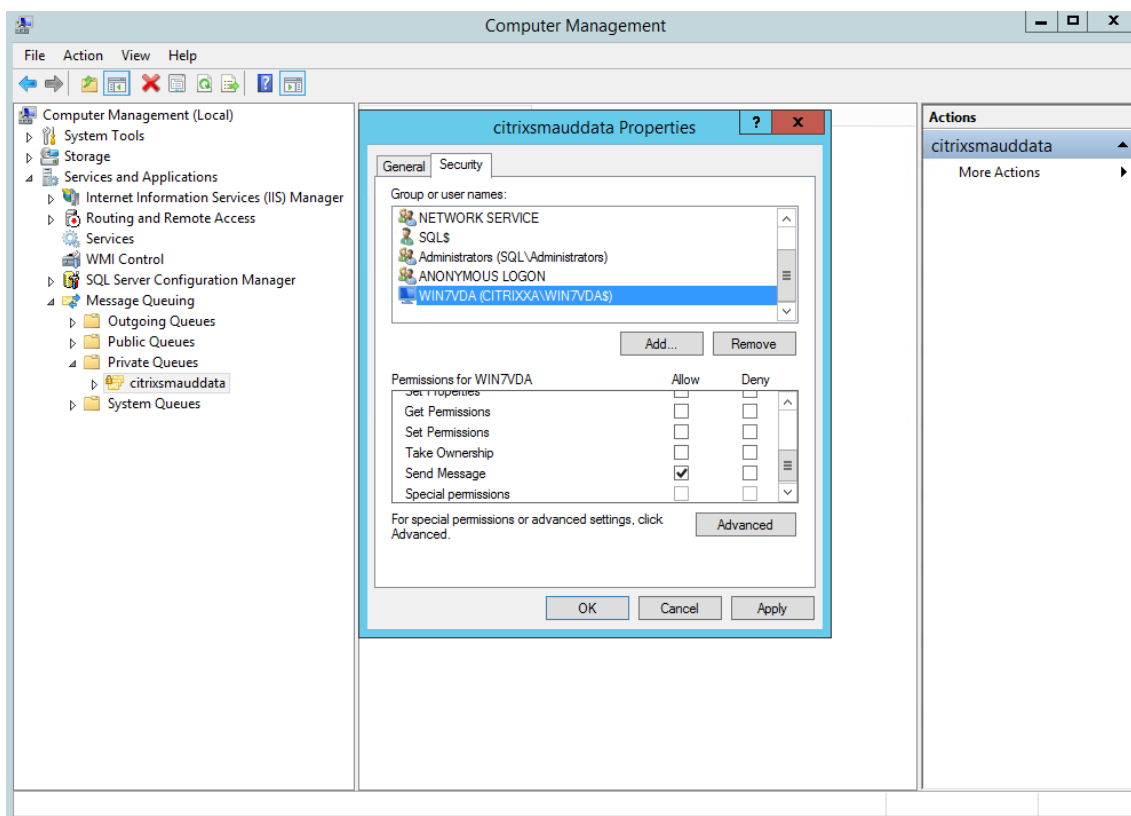 Computer Management
File Action View Help
Computer Management (Local)
System Tools
Storage
Services and Applications
Internet Information Services (IIS) Manager
Routing and Remote Access
Services
WMI Control
SQL Server Configuration Manager
Message Queuing
Outgoing Queues
Public Queues
Private Queues
citrixsmauddata
System Queues
citrixsmauddata Properties
? x
General Security
Group or user names:
NETWORK SERVICE
SQL$
Administrators (SQL\Administrators)
ANONYMOUS LOGON
WIN7VDA (CITRIXXA\WIN7VDA$)
Add... Remove
Permissions for WIN7VDA Allow Deny
Set Properties
Get Permissions
Set Permissions
Take Ownership
Send Message
Special permissions
For special permissions or advanced settings, click
Advanced.
Advanced
OK Cancel Apply
Actions
citrixsmauddata
More Actions